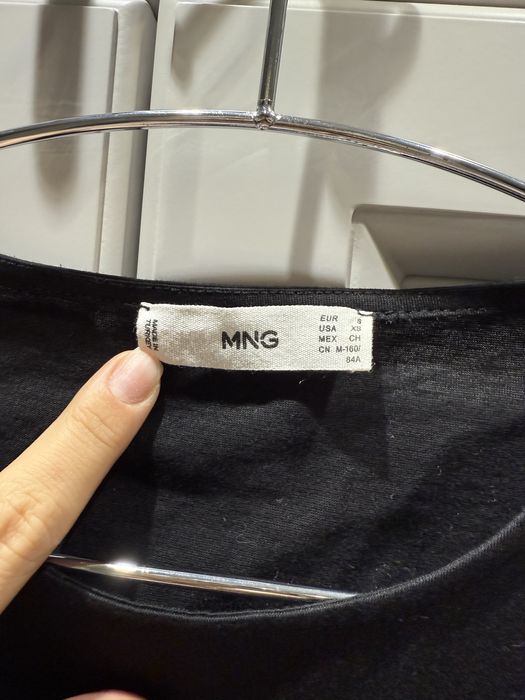 MADE IN
TURKEY
MNG
EUR S
USA XS
MEX CH
CN M-160/
84A